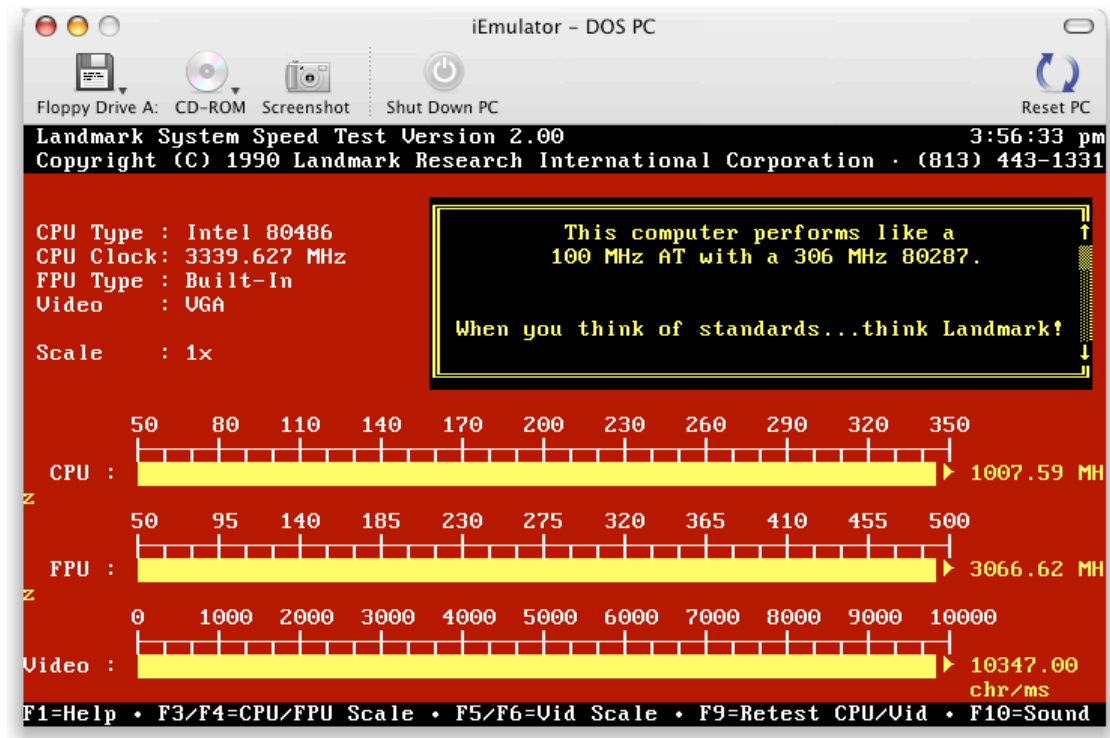 iEmulator – DOS PC
Floppy Drive A: CD-ROM Screenshot Shut Down PC Reset PC
Landmark System Speed Test Version 2.00 3:56:33 pm
Copyright (C) 1990 Landmark Research International Corporation · (813) 443-1331
CPU Type : Intel 80486
CPU Clock: 3339.627 MHz
FPU Type : Built-In
Video : VGA
Scale : 1x
This computer performs like a
100 MHz AT with a 306 MHz 80287.
When you think of standards...think Landmark!
50 80 110 140 170 200 230 260 290 320 350
CPU : 1007.59 MH
z
50 95 140 185 230 275 320 365 410 455 500
FPU : 3066.62 MH
z
0 1000 2000 3000 4000 5000 6000 7000 8000 9000 10000
Video : 10347.00
chr/ms
F1=Help • F3/F4=CPU/FPU Scale • F5/F6=Vid Scale • F9=Retest CPU/Vid • F10=Sound